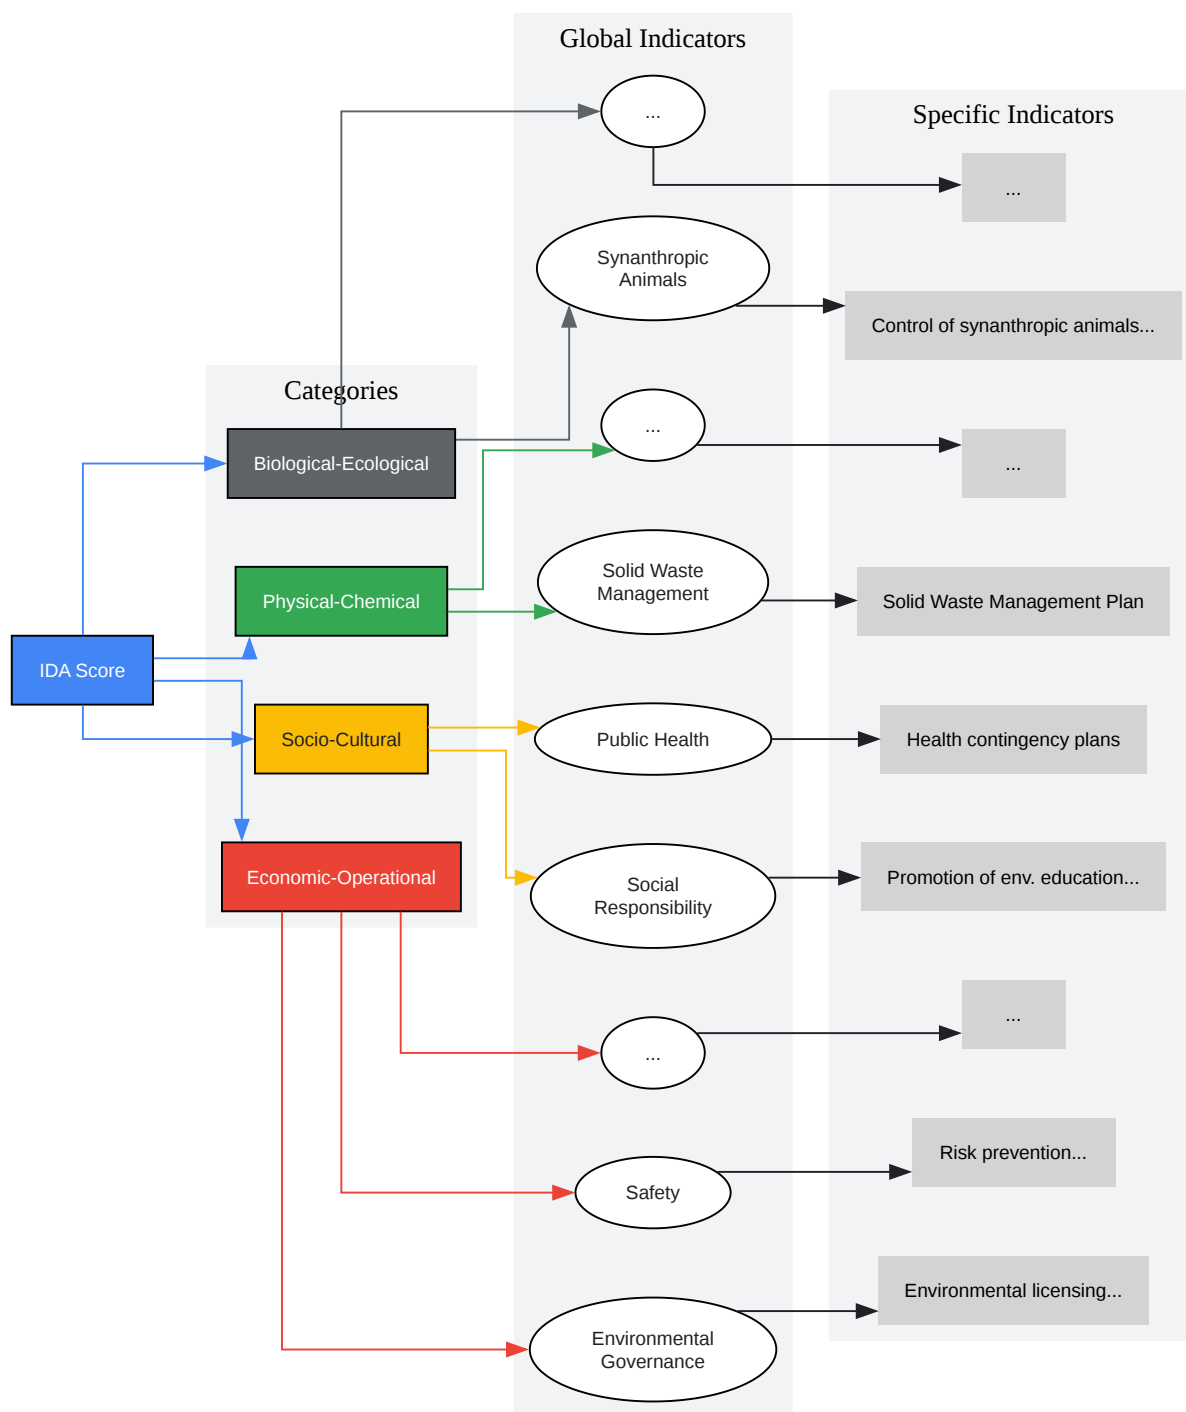 Global Indicators
...
Specific Indicators
...
Synanthropic
Animals
Control of synanthropic animals...
Categories
...
Biological-Ecological
...
Solid Waste
Management
Physical-Chemical
Solid Waste Management Plan
IDA Score
Socio-Cultural
Public Health
Health contingency plans
Economic-Operational
Social
Responsibility
Promotion of env. education...
...
...
Risk prevention...
Safety
Environmental licensing...
Environmental
Governance